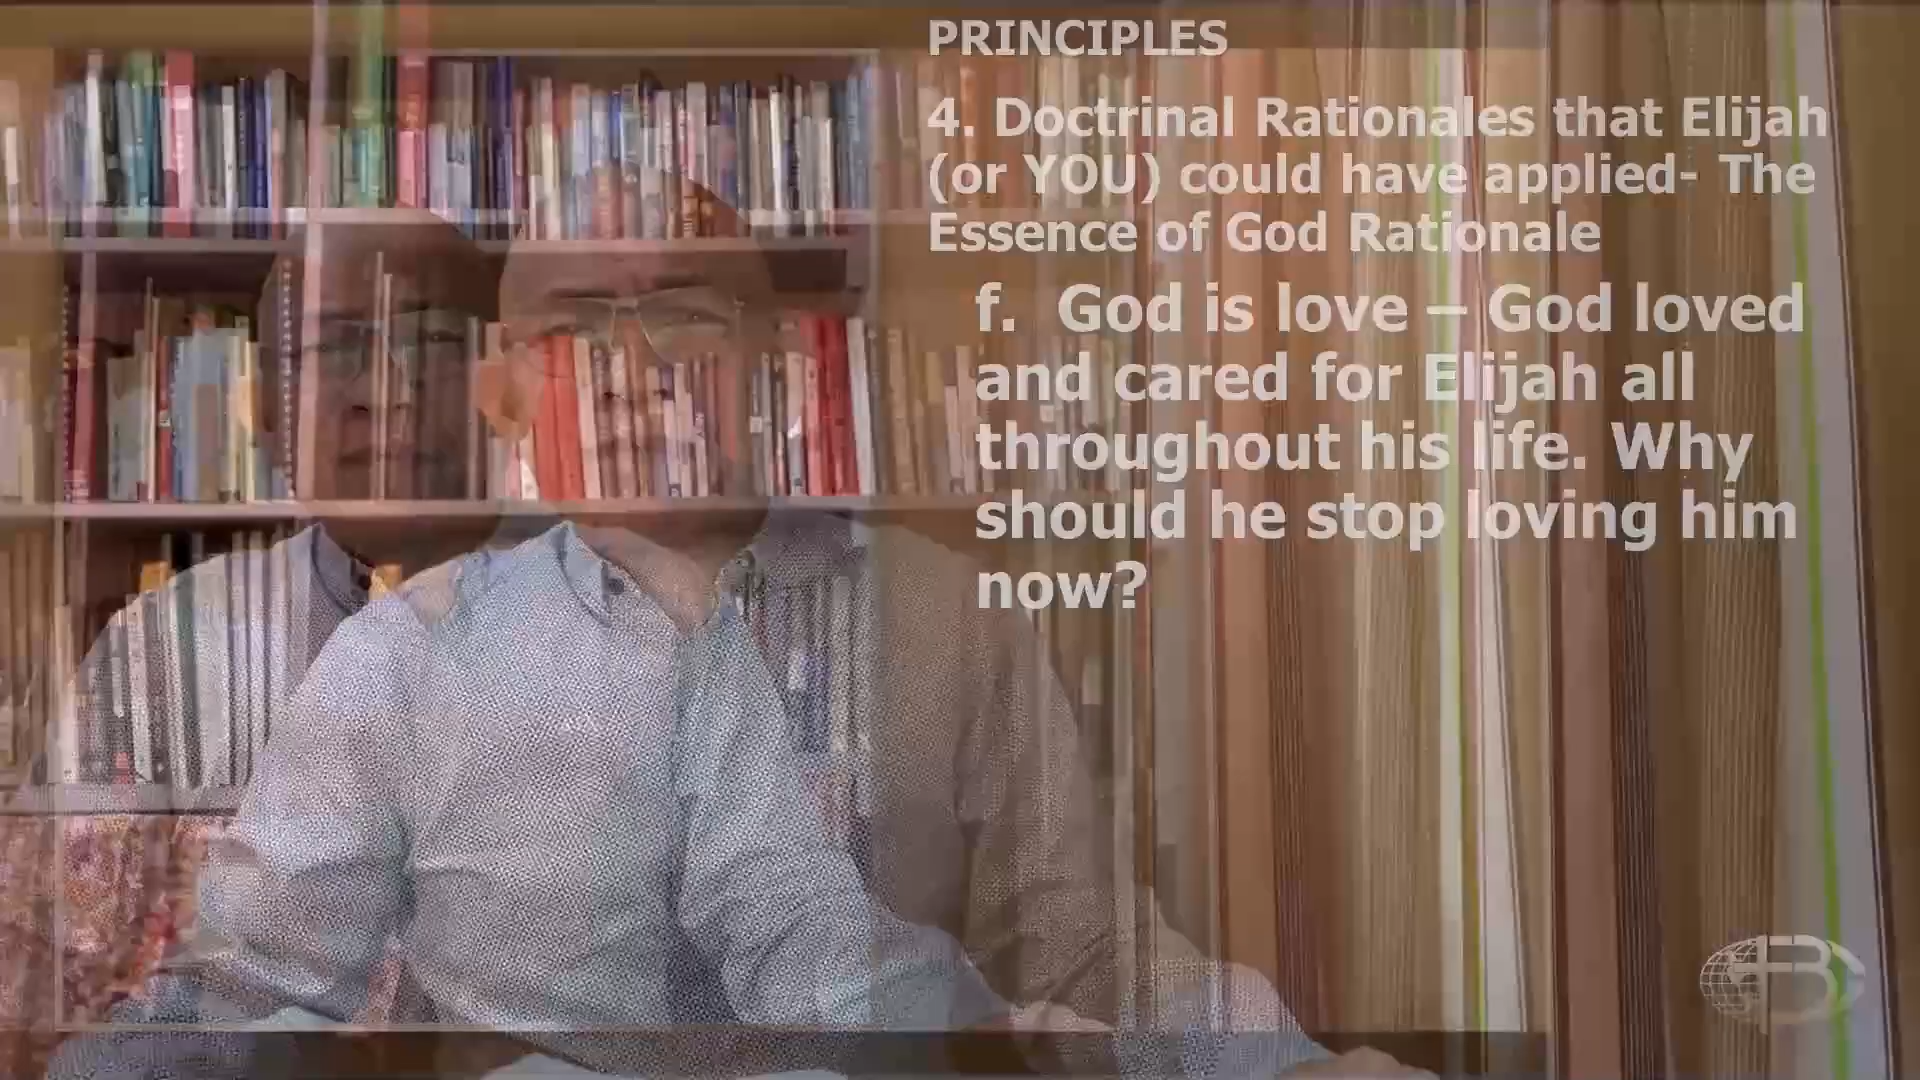 PRINCIPLES
4. Doctrinal Rationales that Elijah
(or YOU) could have applied- The
Essence of God Rationale
f. God is love – God loved
and cared for Elijah all
throughout his life. Why
should he stop loving him
now?